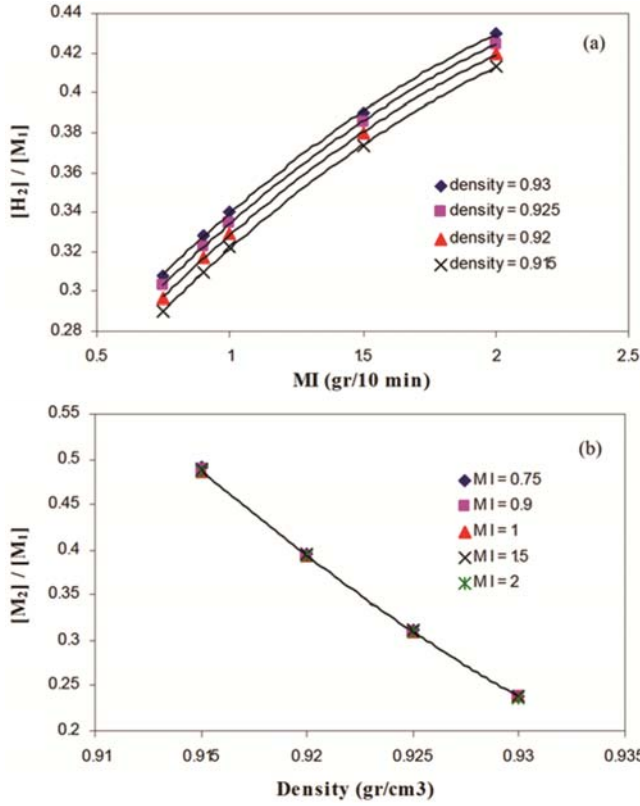 0.44
0.42
0.4
0.38
0.36
0.34
0.32
0.3
0.28
[H2] / [M1]
(a)
density = 0.93
density = 0.925
density = 0.92
density = 0.915
0.5
1
1.5
2
2.5
MI (gr/10 min)
0.55
0.5
0.45
0.4
0.35
0.3
0.25
0.2
[M2] / [M1]
(b)
MI = 0.75
MI = 0.9
MI = 1
MI = 1.5
MI = 2
0.91
0.915
0.92
0.925
0.93
0.935
Density (gr/cm3)